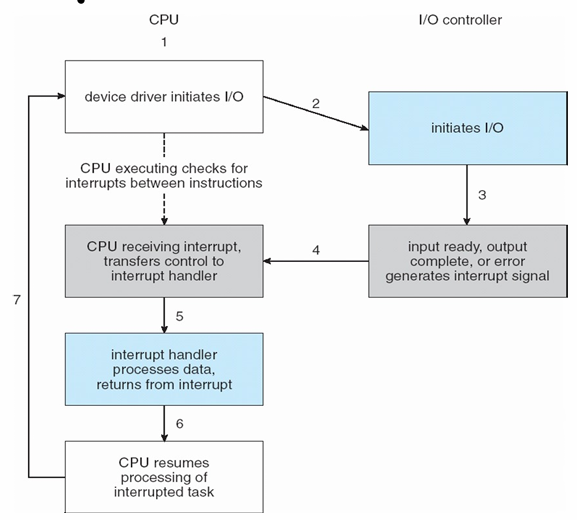 CPU
I/O controller
1
device driver initiates I/O
2
initiates I/O
CPU executing checks for
interrupts between instructions
3
CPU receiving interrupt,
transfers control to
interrupt handler
4
input ready, output
complete, or error
generates interrupt signal
7
5
interrupt handler
processes data,
returns from interrupt
6
CPU resumes
processing of
interrupted task